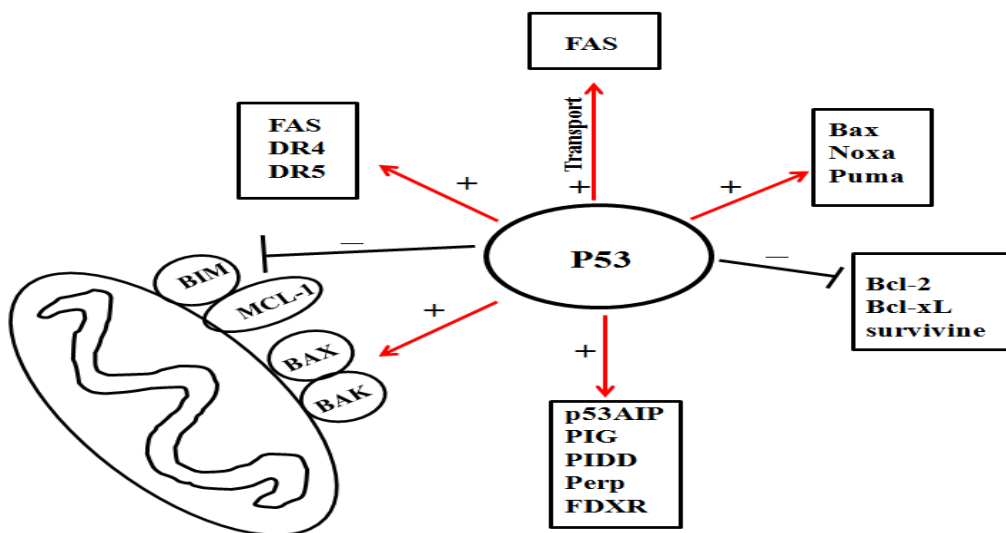 FAS
Transport
+
FAS
DR4
DR5
+
Bax
Noxa
Puma
+
P53
–
BIM
MCL-1
–
Bcl-2
Bcl-xL
survivine
+
BAX
BAK
+
p53AIP
PIG
PIDD
Perp
FDXR